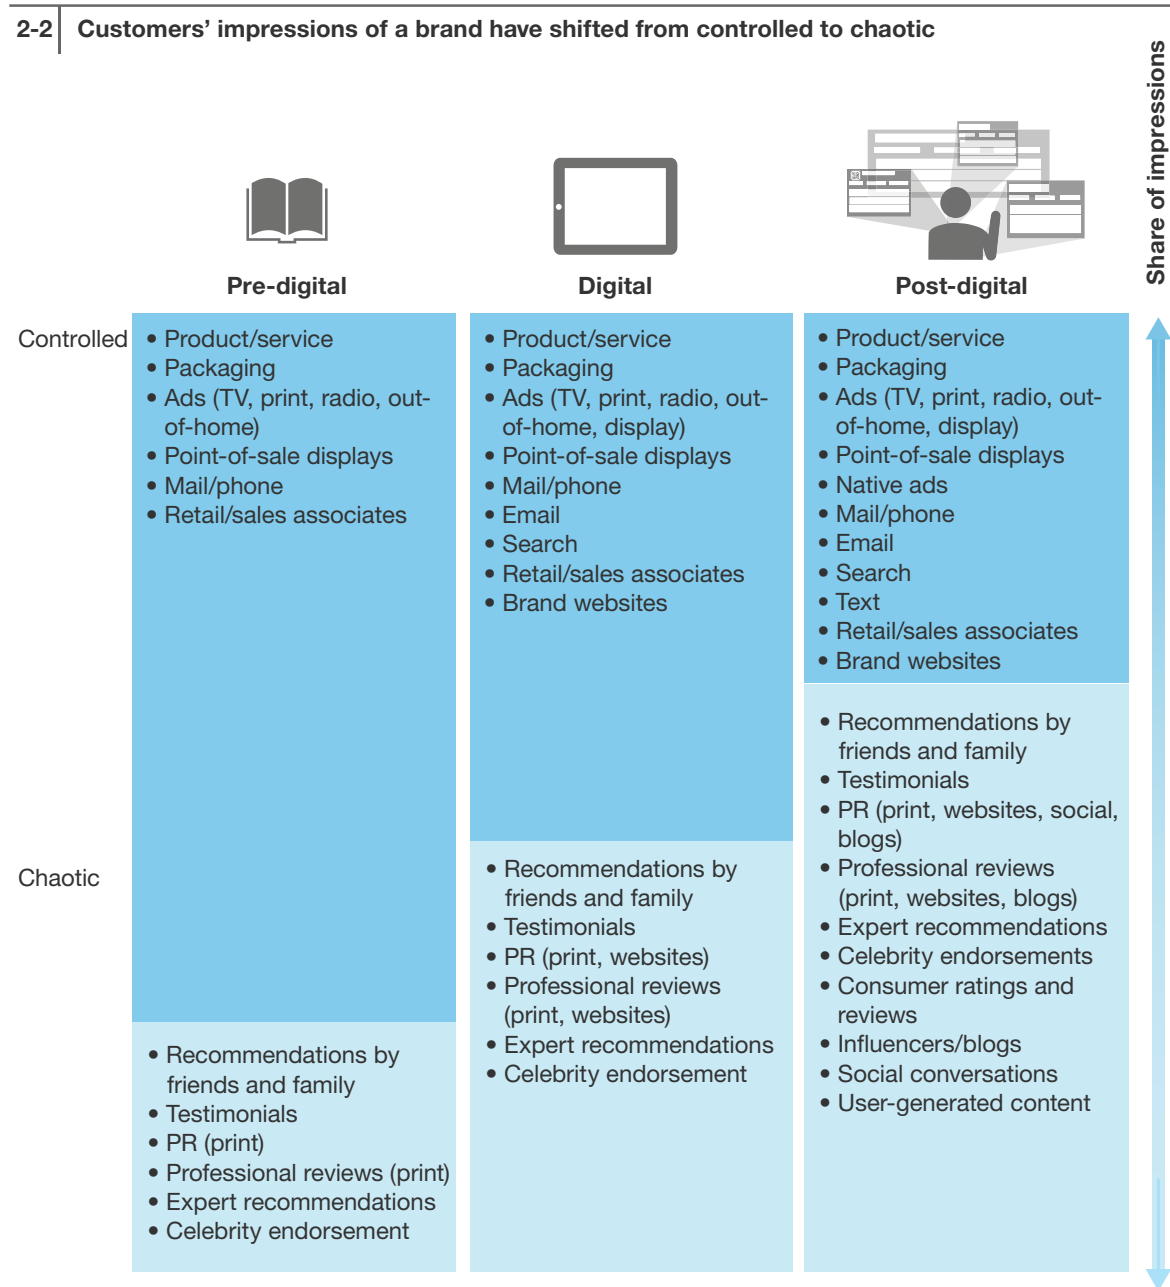 2-2 Customers’ impressions of a brand have shifted from controlled to chaotic
Share of impressions
Pre-digital
Digital
Post-digital
Controlled
• Product/service
• Packaging
• Ads (TV, print, radio, out-
of-home)
• Point-of-sale displays
• Mail/phone
• Retail/sales associates
• Product/service
• Packaging
• Ads (TV, print, radio, out-
of-home, display)
• Point-of-sale displays
• Mail/phone
• Email
• Search
• Retail/sales associates
• Brand websites
• Product/service
• Packaging
• Ads (TV, print, radio, out-
of-home, display)
• Point-of-sale displays
• Native ads
• Mail/phone
• Email
• Search
• Text
• Retail/sales associates
• Brand websites
Chaotic
• Recommendations by
friends and family
• Testimonials
• PR (print)
• Professional reviews (print)
• Expert recommendations
• Celebrity endorsement
• Recommendations by
friends and family
• Testimonials
• PR (print, websites)
• Professional reviews
(print, websites)
• Expert recommendations
• Celebrity endorsement
• Recommendations by
friends and family
• Testimonials
• PR (print, websites, social,
blogs)
• Professional reviews
(print, websites, blogs)
• Expert recommendations
• Celebrity endorsements
• Consumer ratings and
reviews
• Influencers/blogs
• Social conversations
• User-generated content